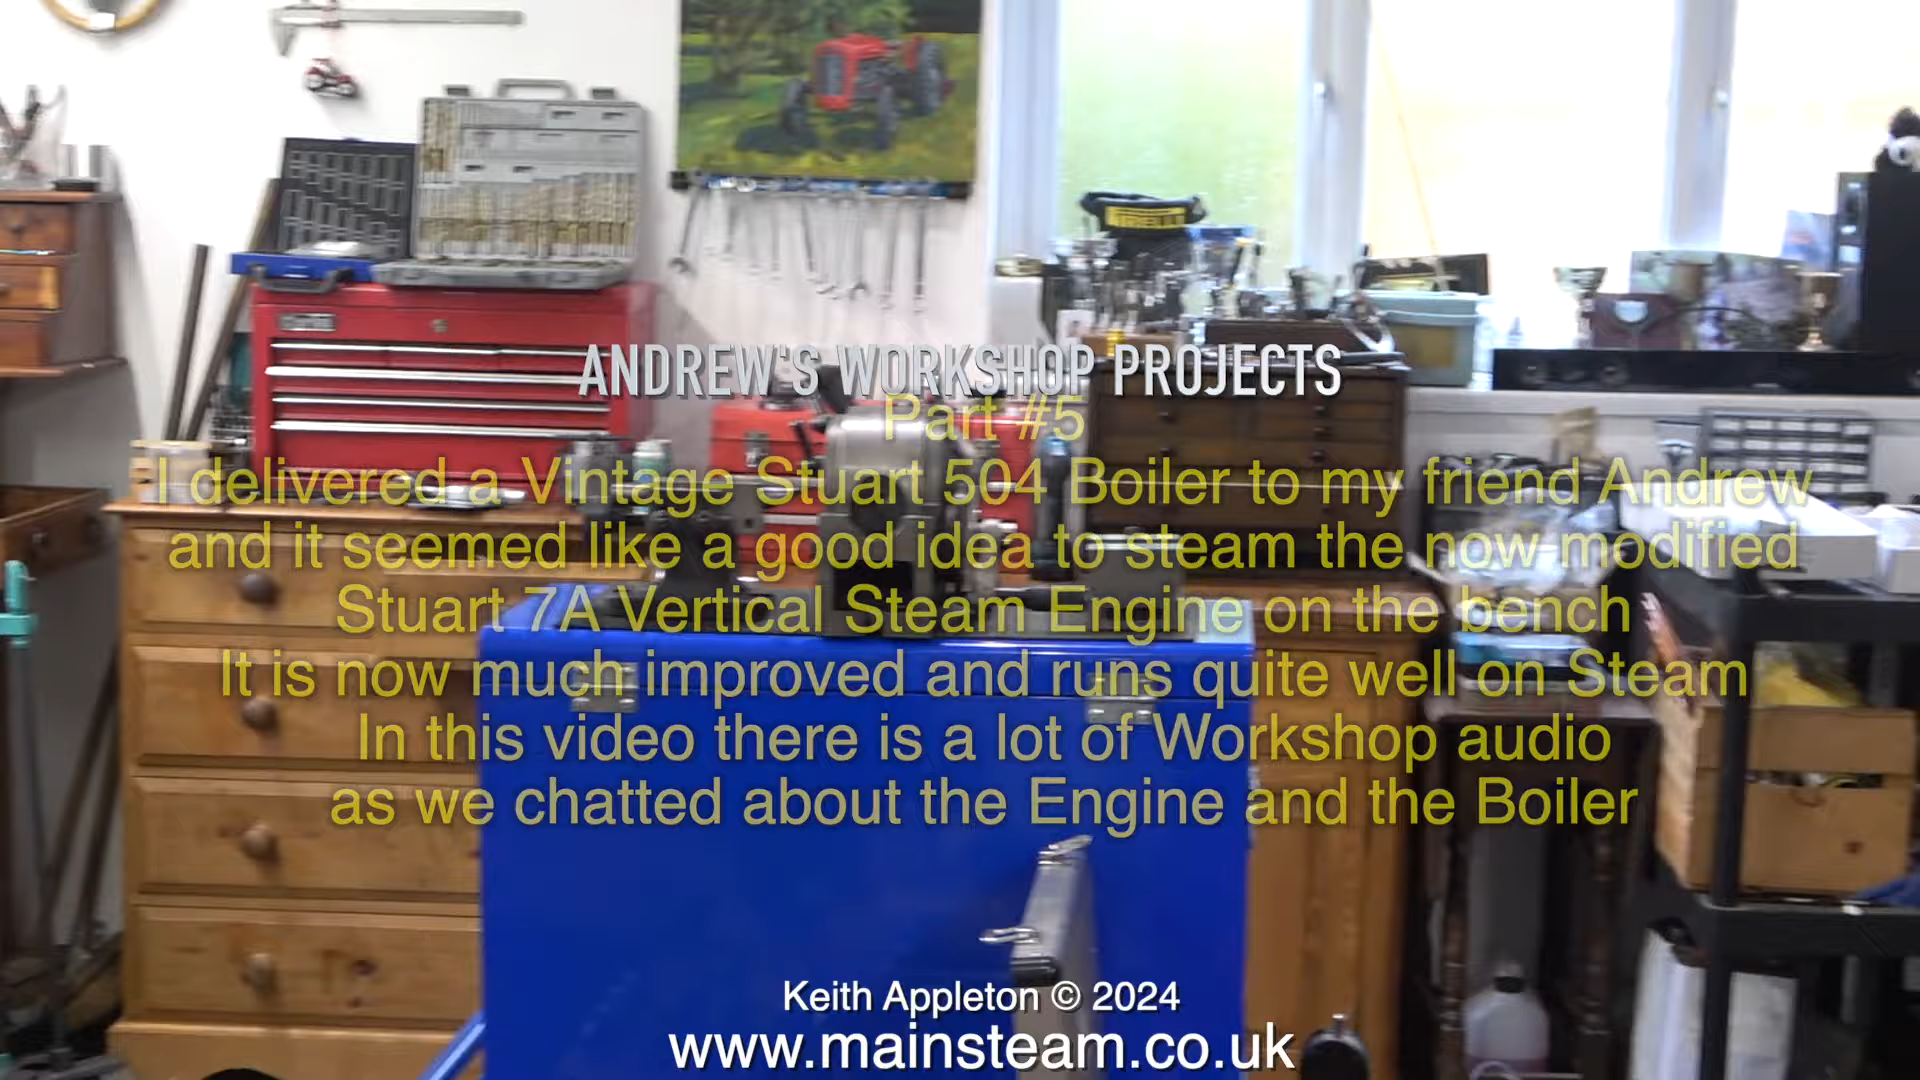 ANDREW'S WORKSHOP PROJECTS
Part #5
I delivered a Vintage Stuart 504 Boiler to my friend Andrew
and it seemed like a good idea to steam the now modified
Stuart 7A Vertical Steam Engine on the bench
It is now much improved and runs quite well on Steam
In this video there is a lot of Workshop audio
as we chatted about the Engine and the Boiler
Keith Appleton © 2024
www.mainsteam.co.uk